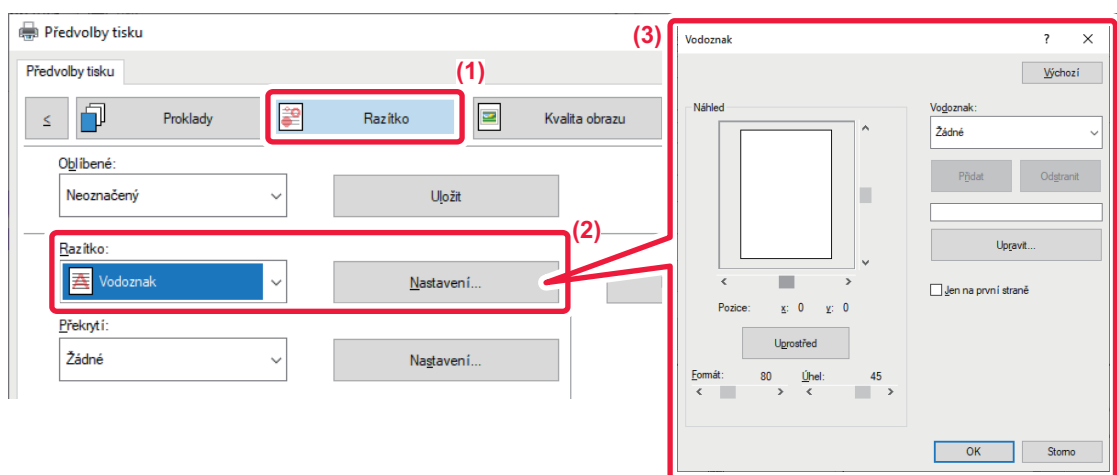 Předvolby tisku
Předvolby tisku
(1)
<
Proklady
Razítko
Kvalita obrazu
Oblíbené:
Neoznačený
Uložit
(2)
Razítko:
Vodoznak
Nastavení...
Překrytí:
Žádné
Nastavení...
(3)
Vodoznak
?
Výchozí
Náhled
Vodoznak:
Žádné
Přidat
Odstranit
Upravit...
Jen na první straně
Pozice: x: 0 y: 0
Uprostřed
Formát: 80 Úhel: 45
OK
Storno